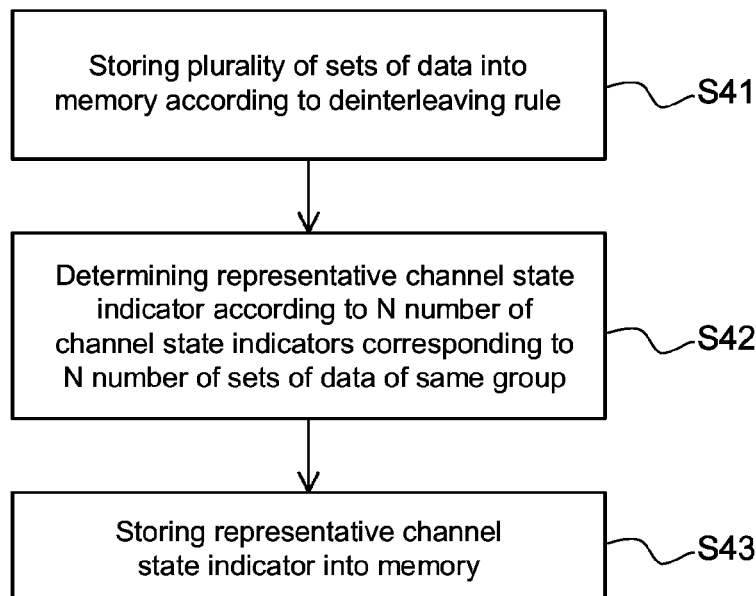 Storing plurality of sets of data into
memory according to deinterleaving rule
S41
Determining representative channel state
indicator according to N number of
channel state indicators corresponding to
N number of sets of data of same group
S42
Storing representative channel
state indicator into memory
S43